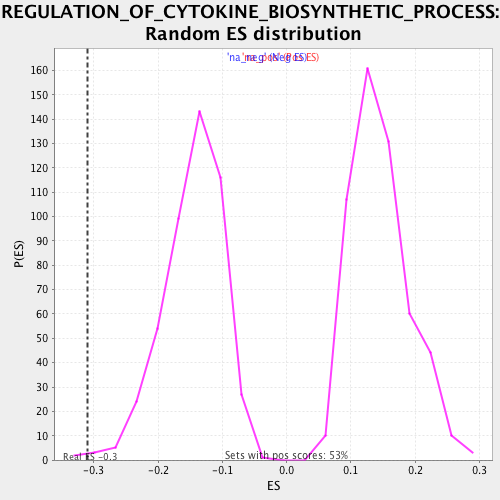 REGULATION_OF_CYTOKINE_BIOSYNTHETIC_PROCESS:
Random ES distribution
160
150
140
130
120
110
100
90
80
70
60
50
40
30
20
10
0
P(ES)
Real ES -0.3
Sets with pos scores: 53%
-0.3 -0.2 -0.1 0.0 0.1 0.2 0.3
ES